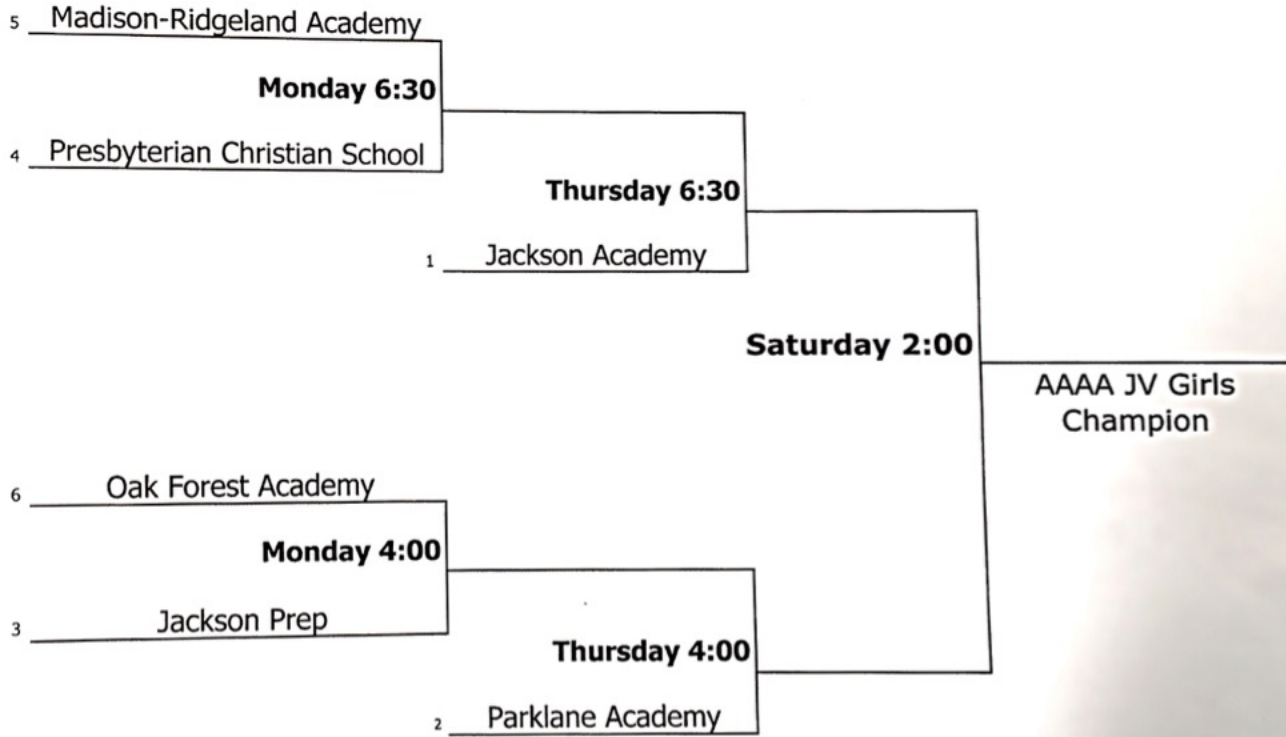 5 Madison-Ridgeland Academy
Monday 6:30
4 Presbyterian Christian School
Thursday 6:30
1 Jackson Academy
Saturday 2:00
AAAA JV Girls
Champion
6 Oak Forest Academy
Monday 4:00
3 Jackson Prep
Thursday 4:00
2 Parklane Academy